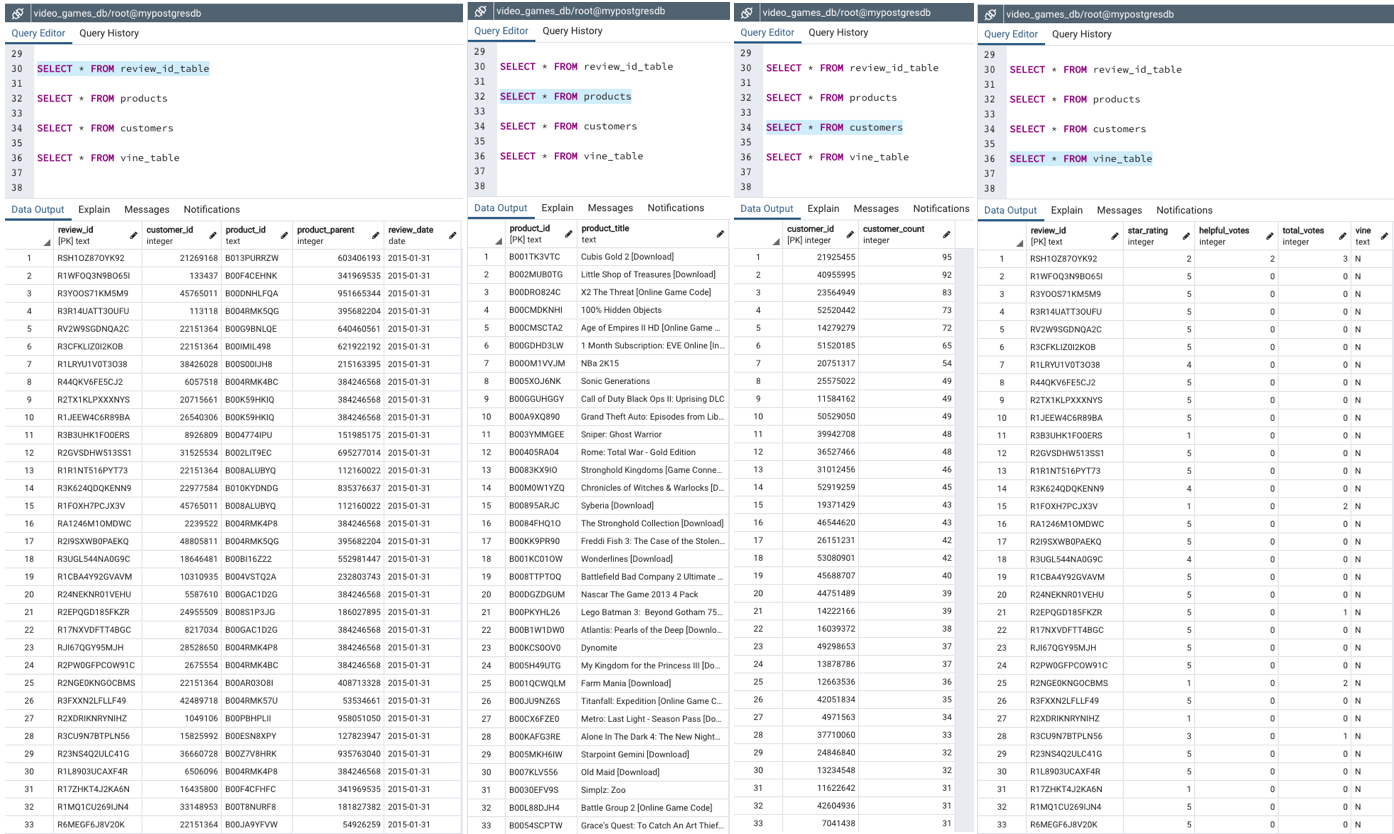 video_games_db/root@mypostgresdb
Query Editor Query History
29
30 SELECT * FROM review_id_table
31
32 SELECT * FROM products
33
34 SELECT * FROM customers
35
36 SELECT * FROM vine_table
37
38
Data Output Explain Messages Notifications
review_id [PK] text customer_id integer product_id text product_parent integer review_date date
1 RSH1OZ87OYK92 21269168 B013PURRZW 603406193 2015-01-31
2 R1WFOQ3N9BO65I 133437 B00F4CEHNK 341969535 2015-01-31
3 R3YOOS71KM5M9 45765011 B00DNHLFQA 951665344 2015-01-31
4 R3R14UATT3OUFU 113118 B004RMK5QG 395682204 2015-01-31
5 RV2W9SGDNQA2C 22151364 B00G9BNLQE 640460561 2015-01-31
6 R3CFKLIZ0I2KOB 22151364 B00IMIL498 621922192 2015-01-31
7 R1LRYU1V0T3O38 38426028 B00S00IJH8 215163395 2015-01-31
8 R44QKV6FE5CJ2 6057518 B004RMK4BC 384246568 2015-01-31
9 R2TX1KLPXXXNYS 20715661 B00K59HKIQ 384246568 2015-01-31
10 R1JEEW4C6R89BA 26540306 B00K59HKIQ 384246568 2015-01-31
11 R3B3UHK1FO0ERS 8926809 B004774IPU 151985175 2015-01-31
12 R2GVSDHW513SS1 31525534 B002LIT9EC 695277014 2015-01-31
13 R1R1NT516PYT73 22151364 B008ALUBYQ 112160022 2015-01-31
14 R3K624QDQKENN9 22977584 B010KYDNDG 835376637 2015-01-31
15 R1FOXH7PCJX3V 45765011 B008ALUBYQ 112160022 2015-01-31
16 RA1246M1OMDWC 2239522 B004RMK4P8 384246568 2015-01-31
17 R2I9SXWB0PAEKQ 48805811 B004RMK5QG 395682204 2015-01-31
18 R3UGL544NA0G9C 18646481 B00BI16Z22 552981447 2015-01-31
19 R1CBA4Y92GVAVM 10310935 B004VSTQ2A 232803743 2015-01-31
20 R24NEKNR01VEHU 5587610 B00GAC1D2G 384246568 2015-01-31
21 R2EPQGD185FKZR 24955509 B008S1P3JG 186027895 2015-01-31
22 R17NXVDFTT4BGC 8217034 B00GAC1D2G 384246568 2015-01-31
23 RJI67QGY95MJH 28528650 B004RMK4P8 384246568 2015-01-31
24 R2PW0GFPCOW91C 2675554 B004RMK4BC 384246568 2015-01-31
25 R2NGE0KNGOCBMS 22151364 B00AR03O8I 408713328 2015-01-31
26 R3FXXN2LFLLF49 42489718 B004RMK57U 53534661 2015-01-31
27 R2XDRIKNRYNIHZ 1049106 B00PBHPLII 958051050 2015-01-31
28 R3CU9N7BTPLN56 15825992 B00ESN8XPY 127823947 2015-01-31
29 R23NS4Q2ULC41G 36660728 B00Z7V8HRK 935763040 2015-01-31
30 R1L8903UCAXF4R 6506096 B004RMK4P8 384246568 2015-01-31
31 R17ZHKT4J2KA6N 16435800 B00F4CFHFC 341969535 2015-01-31
32 R1MQ1CU269IJN4 33148953 B00T8NURF8 181827382 2015-01-31
33 R6MEGF6J8V20K 22151364 B00JA9YFVW 54926259 2015-01-31
video_games_db/root@mypostgresdb
Query Editor Query History
29
30 SELECT * FROM review_id_table
31
32 SELECT * FROM products
33
34 SELECT * FROM customers
35
36 SELECT * FROM vine_table
37
38
Data Output Explain Messages Notifications
product_id [PK] text product_title text
1 B001TK3VTC Cubis Gold 2 [Download]
2 B002MUB0TG Little Shop of Treasures [Download]
3 B00DRO824C X2 The Threat [Online Game Code]
4 B00CMDKNHI 100% Hidden Objects
5 B00CMSCTA2 Age of Empires II HD [Online Game ...
6 B00GDHD3LW 1 Month Subscription: EVE Online [In...
7 B00OM1VVJM NBa 2K15
8 B005XOJ6NK Sonic Generations
9 B00GGUHGGY Call of Duty Black Ops II: Uprising DLC
10 B00A9XQ890 Grand Theft Auto: Episodes from Lib...
11 B003YMMGEE Sniper: Ghost Warrior
12 B00405RA04 Rome: Total War - Gold Edition
13 B0083KX9IO Stronghold Kingdoms [Game Conne...
14 B00M0W1YZQ Chronicles of Witches & Warlocks [D...
15 B00895ARJC Syberia [Download]
16 B0084FHQ1O The Stronghold Collection [Download]
17 B00KK9PR90 Freddi Fish 3: The Case of the Stolen...
18 B001KC01OW Wonderlines [Download]
19 B008TTPTOQ Battlefield Bad Company 2 Ultimate ...
20 B00DGZDGUM Nascar The Game 2013 4 Pack
21 B00PKYHL26 Lego Batman 3: Beyond Gotham 75...
22 B00B1W1DW0 Atlantis: Pearls of the Deep [Downlo...
23 B00KCS0OV0 Dynomite
24 B005H49UTG My Kingdom for the Princess III [Do...
25 B001QCWQLM Farm Mania [Download]
26 B00JU9NZ6S Titanfall: Expedition [Online Game C...
27 B00CX6FZE0 Metro: Last Light - Season Pass [Do...
28 B00KAFG3RE Alone In The Dark 4: The New Night...
29 B005MKH6IW Starpoint Gemini [Download]
30 B007KLV556 Old Maid [Download]
31 B0030EFV9S Simplz: Zoo
32 B00L88DJH4 Battle Group 2 [Online Game Code]
33 B0054SCPTW Grace's Quest: To Catch An Art Thief...
video_games_db/root@mypostgresdb
Query Editor Query History
29
30 SELECT * FROM review_id_table
31
32 SELECT * FROM products
33
34 SELECT * FROM customers
35
36 SELECT * FROM vine_table
37
38
Data Output Explain Messages Notifications
customer_id [PK] integer customer_count integer
1 21925455 95
2 40955995 92
3 23564949 83
4 52520442 73
5 14279279 72
6 51520185 65
7 20751317 54
8 25575022 49
9 11584162 49
10 50529050 49
11 39942708 48
12 36527466 48
13 31012456 46
14 52919259 45
15 19371429 43
16 46544620 43
17 26151231 42
18 53080901 42
19 45688707 40
20 44751489 39
21 14222166 39
22 16039372 38
23 49298653 37
24 13878786 37
25 12663536 36
26 42051834 35
27 4971563 34
28 37710060 33
29 24846840 32
30 13234548 32
31 11622642 31
32 42604936 31
33 7041438 31
video_games_db/root@mypostgresdb
Query Editor Query History
29
30 SELECT * FROM review_id_table
31
32 SELECT * FROM products
33
34 SELECT * FROM customers
35
36 SELECT * FROM vine_table
37
38
Data Output Explain Messages Notifications
review_id [PK] text star_rating integer helpful_votes integer total_votes integer vine text
1 RSH1OZ87OYK92 2 2 3 N
2 R1WFOQ3N9BO65I 5 0 0 N
3 R3YOOS71KM5M9 5 0 0 N
4 R3R14UATT3OUFU 5 0 0 N
5 RV2W9SGDNQA2C 5 0 0 N
6 R3CFKLIZ0I2KOB 5 0 0 N
7 R1LRYU1V0T3O38 4 0 0 N
8 R44QKV6FE5CJ2 5 0 0 N
9 R2TX1KLPXXXNYS 5 0 0 N
10 R1JEEW4C6R89BA 5 0 0 N
11 R3B3UHK1FO0ERS 1 0 0 N
12 R2GVSDHW513SS1 5 0 0 N
13 R1R1NT516PYT73 5 0 0 N
14 R3K624QDQKENN9 4 0 0 N
15 R1FOXH7PCJX3V 1 0 2 N
16 RA1246M1OMDWC 5 0 0 N
17 R2I9SXWB0PAEKQ 5 0 0 N
18 R3UGL544NA0G9C 4 0 0 N
19 R1CBA4Y92GVAVM 5 0 0 N
20 R24NEKNR01VEHU 5 0 0 N
21 R2EPQGD185FKZR 5 0 1 N
22 R17NXVDFTT4BGC 5 0 0 N
23 RJI67QGY95MJH 5 0 0 N
24 R2PW0GFPCOW91C 5 0 0 N
25 R2NGE0KNGOCBMS 1 0 2 N
26 R3FXXN2LFLLF49 5 0 0 N
27 R2XDRIKNRYNIHZ 1 0 0 N
28 R3CU9N7BTPLN56 3 0 1 N
29 R23NS4Q2ULC41G 5 0 0 N
30 R1L8903UCAXF4R 5 0 0 N
31 R17ZHKT4J2KA6N 1 0 0 N
32 R1MQ1CU269IJN4 5 0 0 N
33 R6MEGF6J8V20K 5 0 0 N